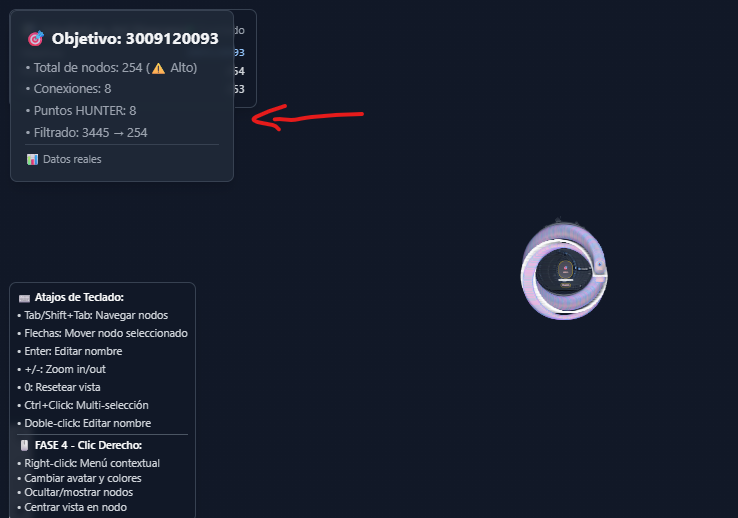 🎯 Objetivo: 3009120093
do
• Total de nodos: 254 (⚠️ Alto)
93
54
• Conexiones: 8
53
• Puntos HUNTER: 8
• Filtrado: 3445 → 254
📊 Datos reales
⌨️ Atajos de Teclado:
• Tab/Shift+Tab: Navegar nodos
• Flechas: Mover nodo seleccionado
• Enter: Editar nombre
• +/-: Zoom in/out
• 0: Resetear vista
• Ctrl+Click: Multi-selección
• Doble-click: Editar nombre
🖱️ FASE 4 - Clic Derecho:
• Right-click: Menú contextual
• Cambiar avatar y colores
• Ocultar/mostrar nodos
• Centrar vista en nodo